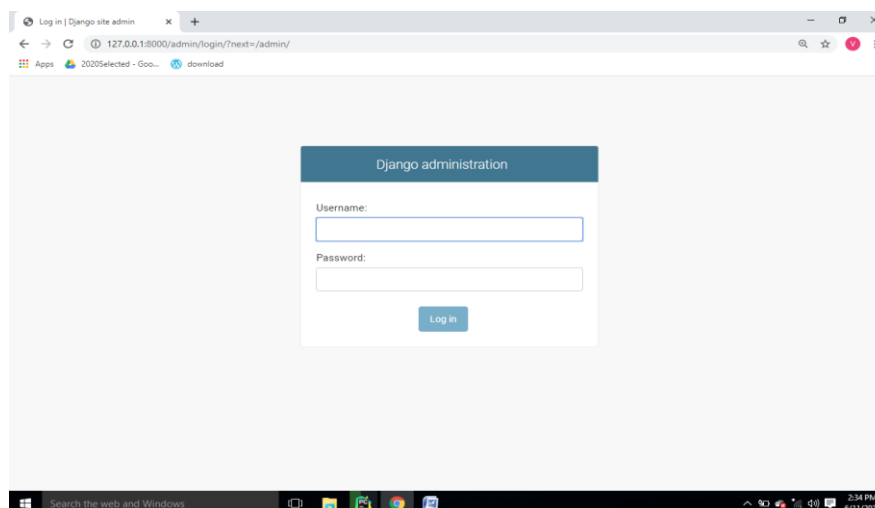 Log in | Django site admin
127.0.0.1:8000/admin/login/?next=/admin/
V
Apps 2020Selected - Goo... download
Django administration
Username:
Password:
Log in
Search the web and Windows
2:34 PM